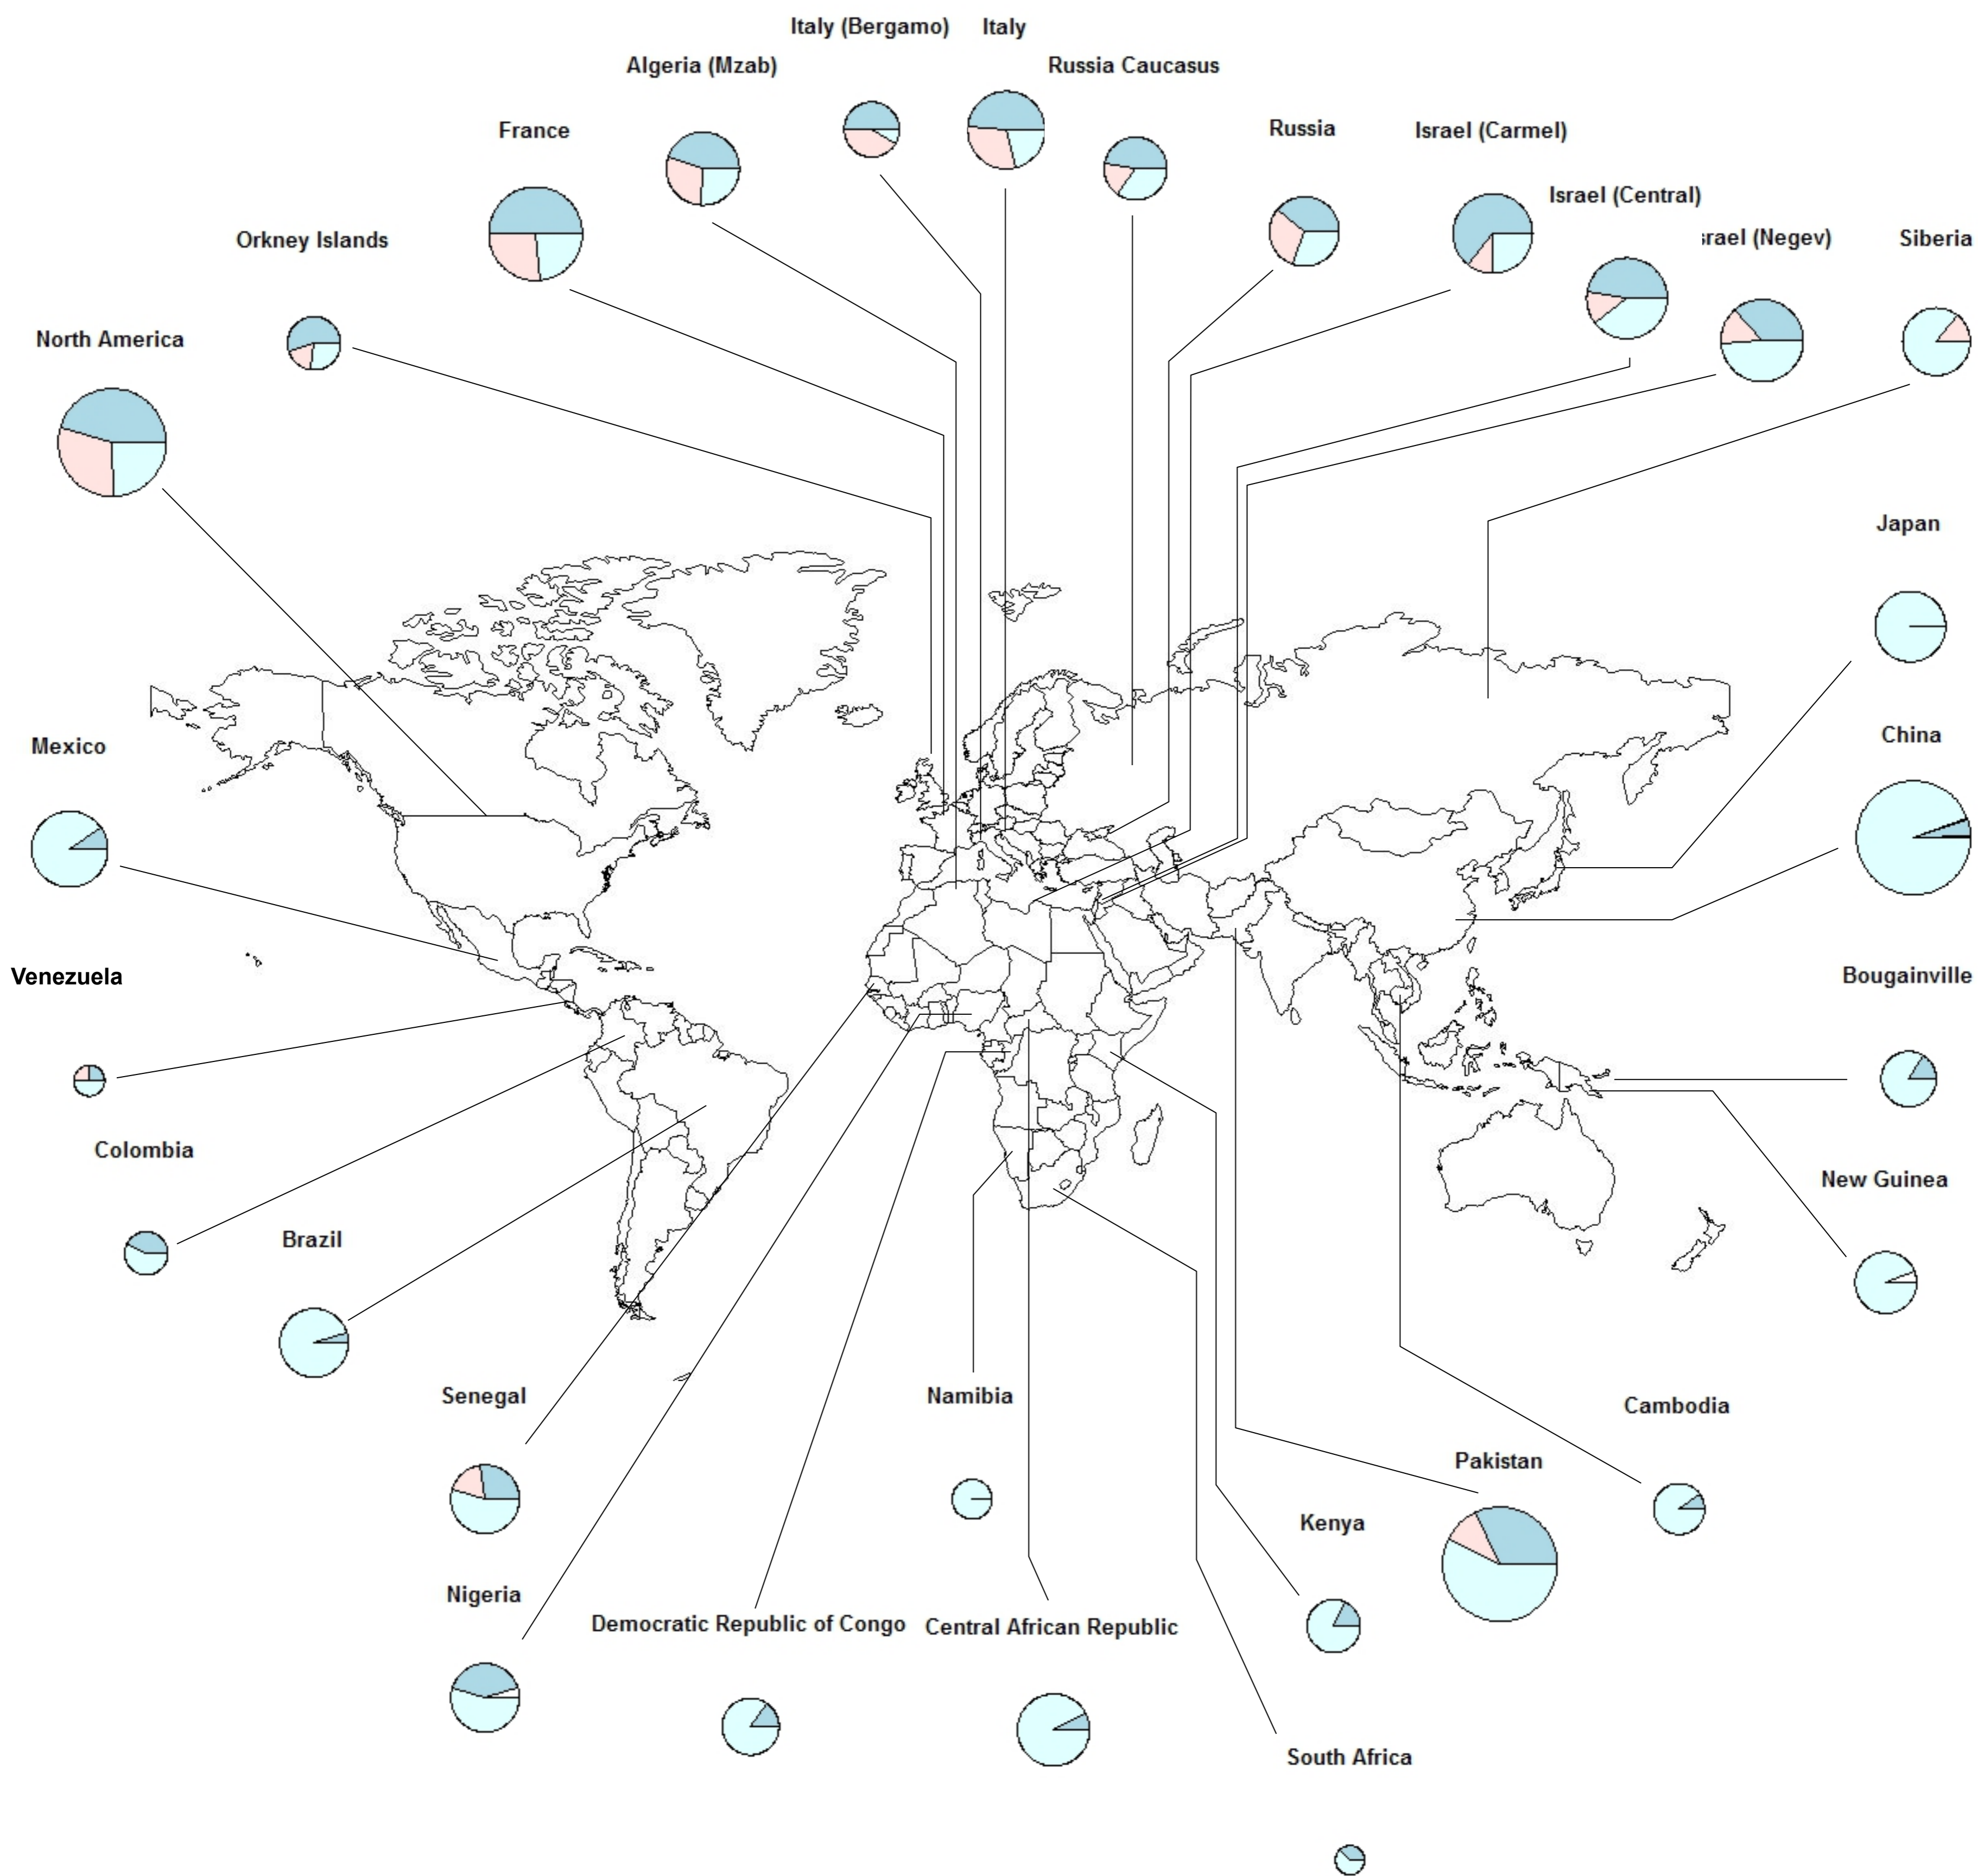 Italy (Bergamo)
Italy
Algeria (Mzab)
Russia Caucasus
France
Russia
Israel (Carmel)
Israel (Central)
Orkney Islands
srael (Negev)
Siberia
North America
Japan
China
Mexico
Venezuela
Bougainville
Colombia
New Guinea
Brazil
Senegal
Namibia
Cambodia
Pakistan
Kenya
Nigeria
Democratic Republic of Congo
Central African Republic
South Africa